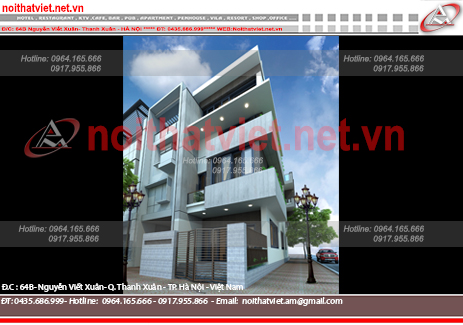 noithatviet.net.vn
HOTEL . RESTAURANT . KTV.CAFE. BAR . PUB . APARTMENT . PENHOUSE . VILA . RESORT . SHOP .OFFICE ...
Đ/C: 64B Nguyễn Viết Xuân- Thanh Xuân - HÀ NỘI ***** ĐT: 0435.686.999***** WEB:Noithatviet.net.vn
Hotline: 0964.165.666
0917.955.866
Hotline: 0964.165.666
0917.955.866
noithatviet.net.vn
Hotline: 0964.165.666
0917.955.866
Hotline: 0964.165.666
0917.955.866
Hotline: 0964.165.666
0917.955.866
Đ.C : 64B- Nguyễn Viết Xuân- Q. Thanh Xuân - TP. Hà Nội - Việt Nam
ĐT: 0435.686.999- Hotline: 0964.165.666 - 0917.955.866 - Email: noithatviet.am@gmail.com